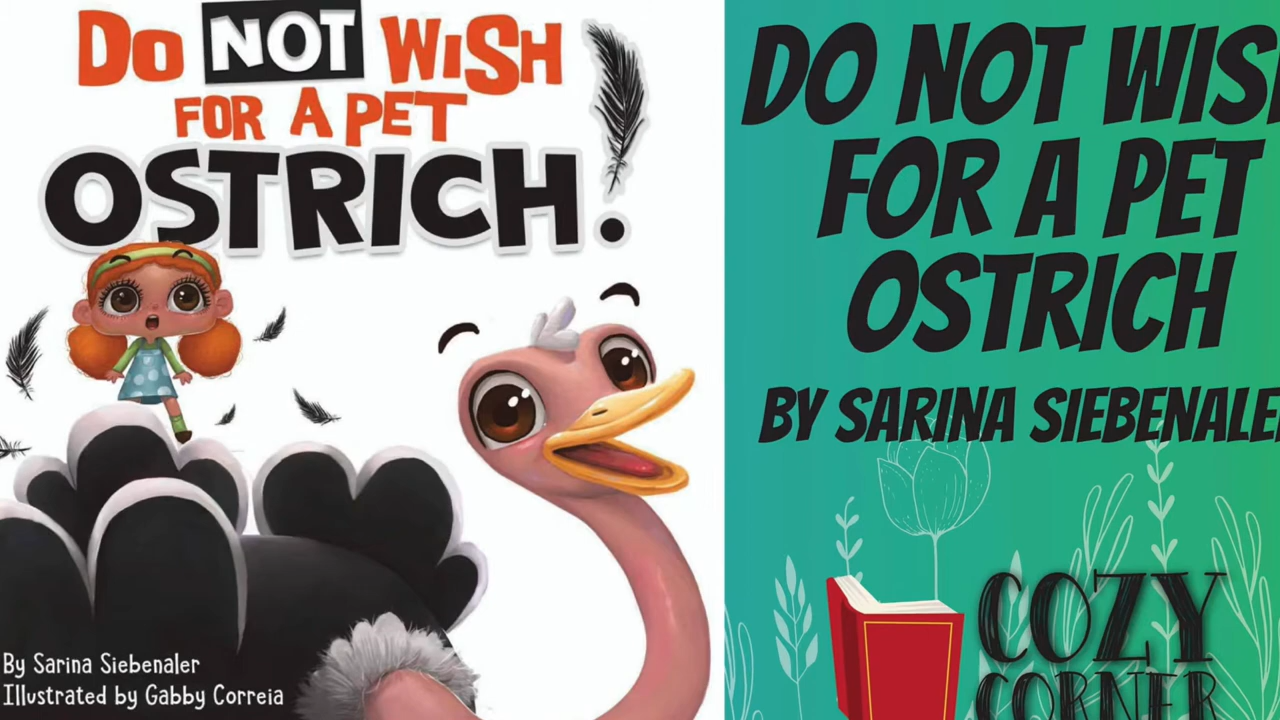 DO NOT WISH
FOR A PET
OSTRICH!
By Sarina Siebenaler
Illustrated by Gabby Correia
DO NOT WIS
FOR A PET
OSTRICH
BY SARINA SIEBENALE
COZY
CORNER